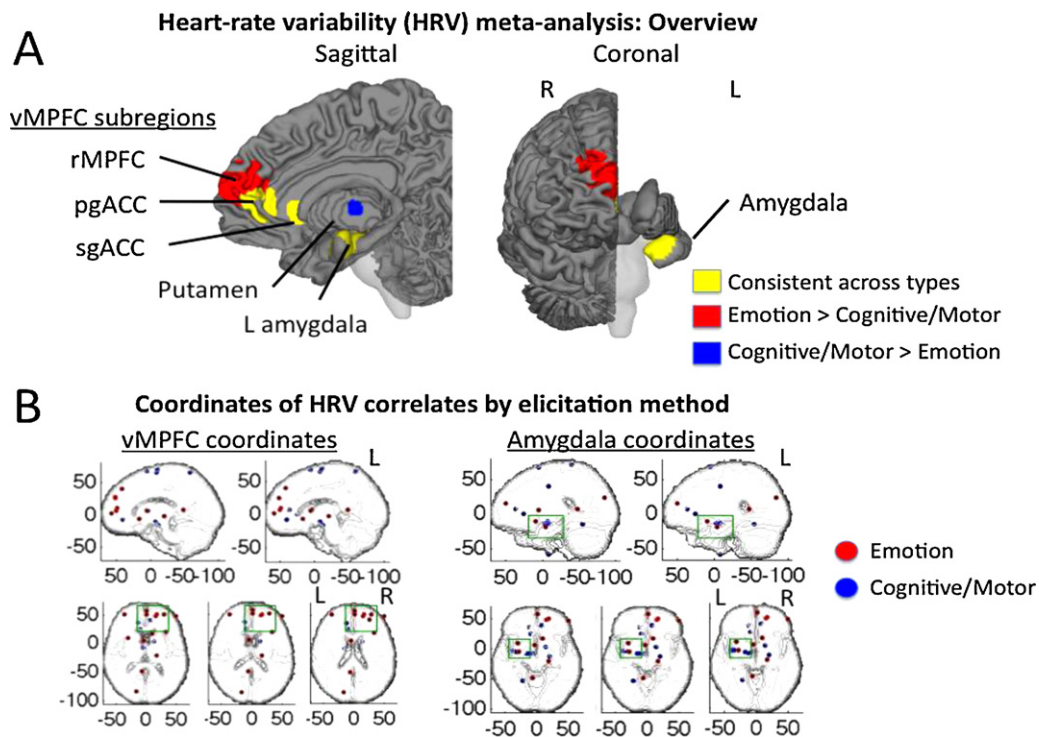 Heart-rate variability (HRV) meta-analysis: Overview
A
Sagittal
Coronal
R
L
vMPFC subregions
rMPFC
pgACC
sgACC
Putamen
L amygdala
Amygdala
Consistent across types
Emotion > Cognitive/Motor
Cognitive/Motor > Emotion
B
Coordinates of HRV correlates by elicitation method
vMPFC coordinates
L
50
0
-50
50 0 -50-100
50 0 -50-100
L
R
50
0
-100
-50 0 50
-50 0 50
-50 0 50
Amygdala coordinates
L
50
0
-50
50 0 -50-100
50 0 -50-100
L
R
50
0
-50
-100
-50 0 50
-50 0 50
-50 0 50
Emotion
Cognitive/Motor